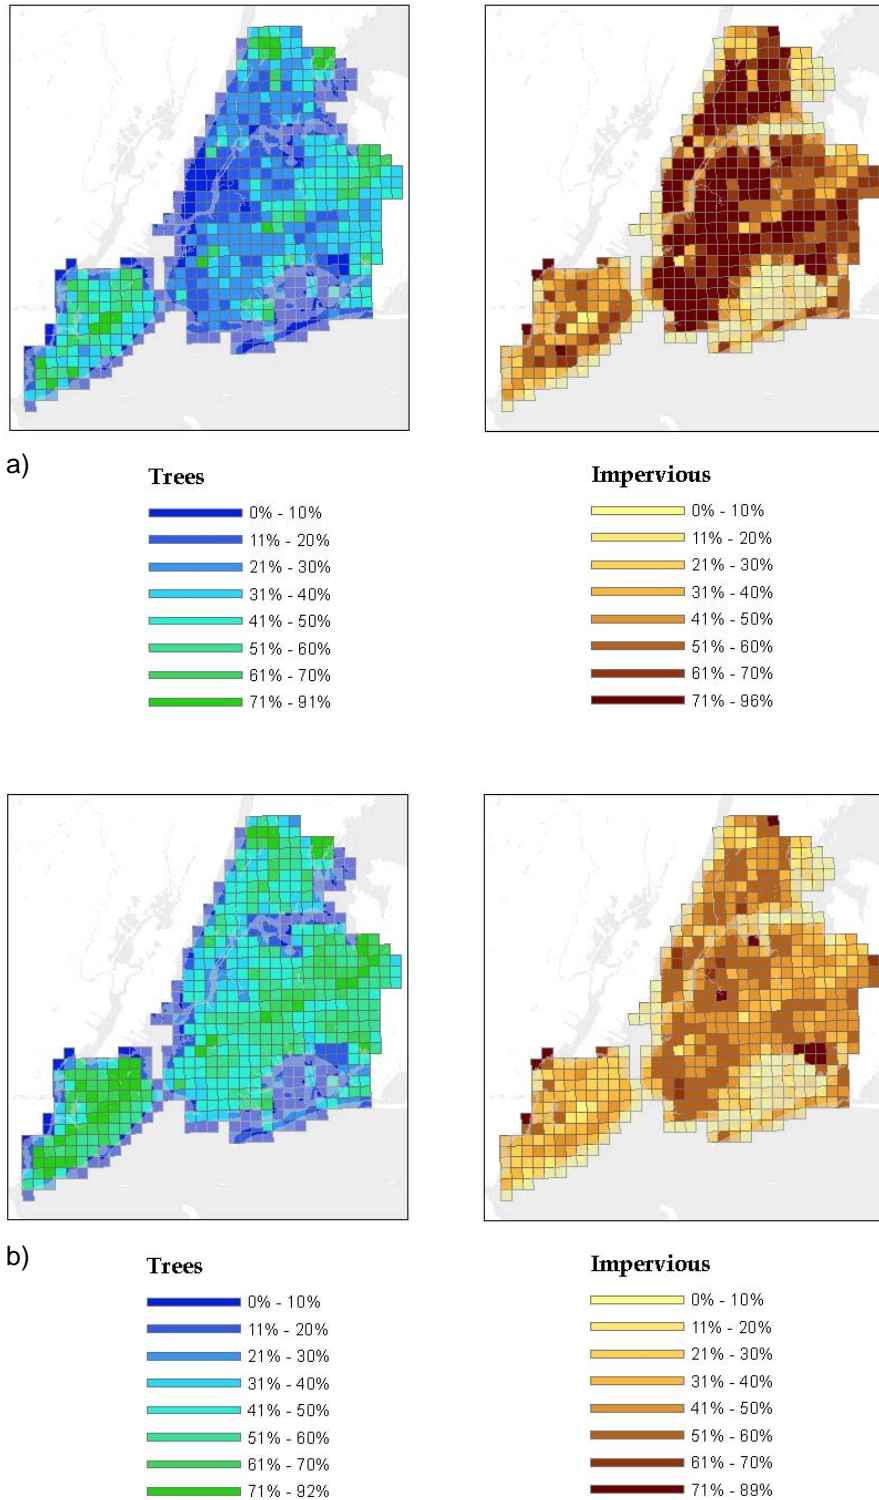 a)
Trees
0% - 10%
11% - 20%
21% - 30%
31% - 40%
41% - 50%
51% - 60%
61% - 70%
71% - 91%
Impervious
0% - 10%
11% - 20%
21% - 30%
31% - 40%
41% - 50%
51% - 60%
61% - 70%
71% - 96%
b)
Trees
0% - 10%
11% - 20%
21% - 30%
31% - 40%
41% - 50%
51% - 60%
61% - 70%
71% - 92%
Impervious
0% - 10%
11% - 20%
21% - 30%
31% - 40%
41% - 50%
51% - 60%
61% - 70%
71% - 89%